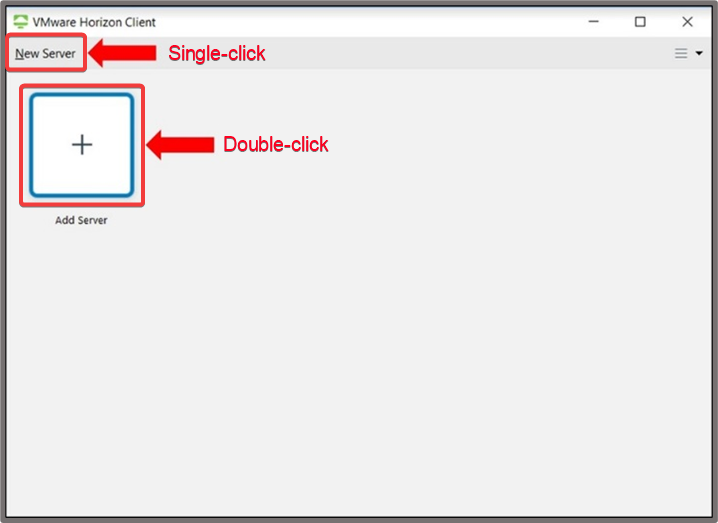 VMware Horizon Client
New Server
Single-click
Double-click
Add Server